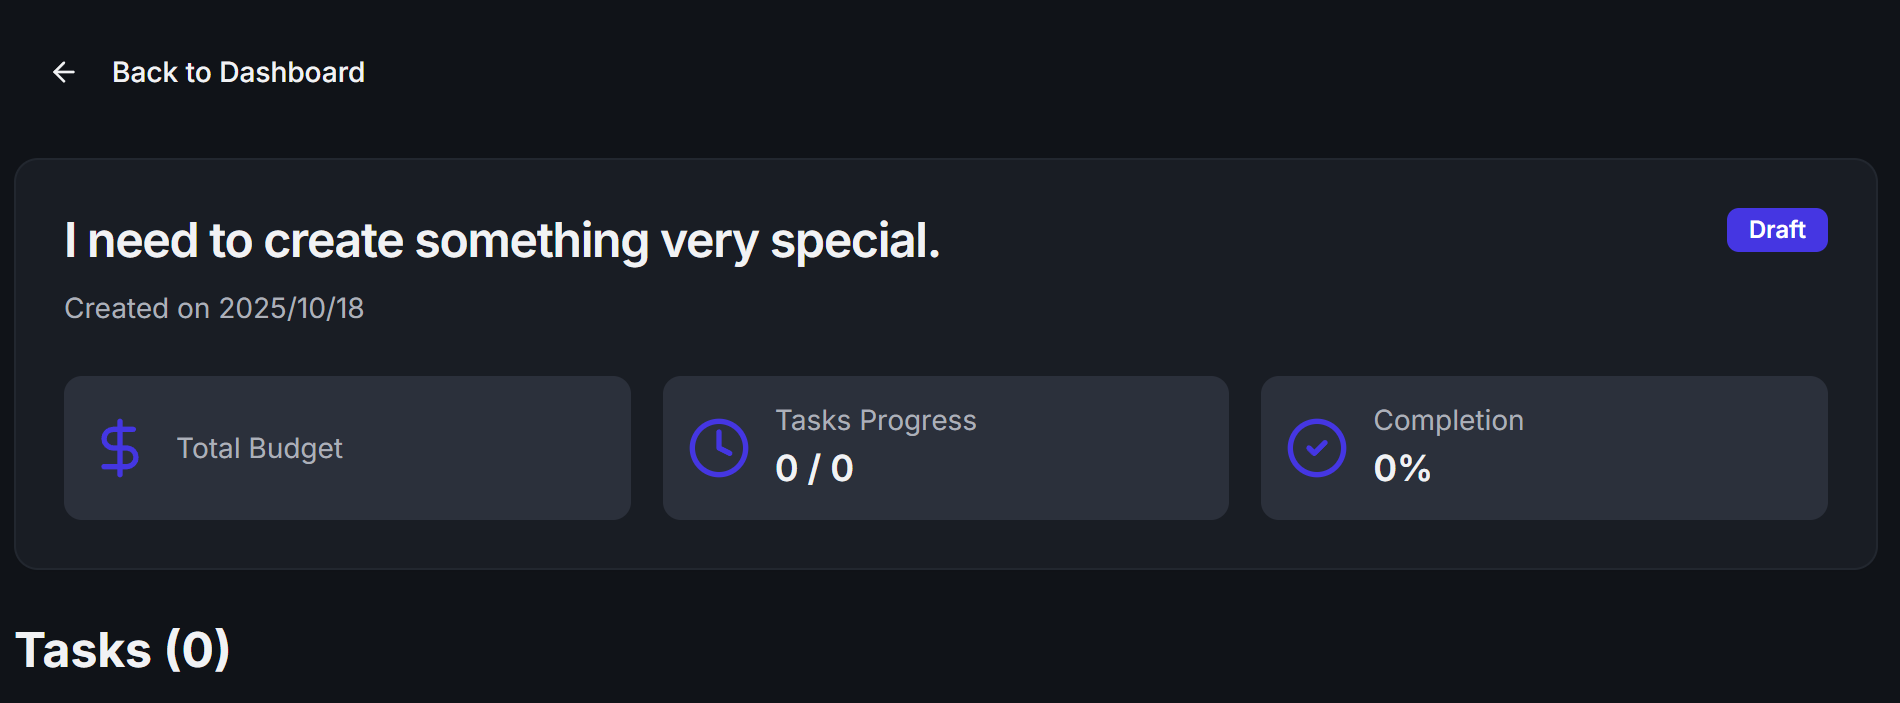 Back to Dashboard
I need to create something very special.
Draft
Created on 2025/10/18
Total Budget
Tasks Progress
0 / 0
Completion
0%
Tasks (0)